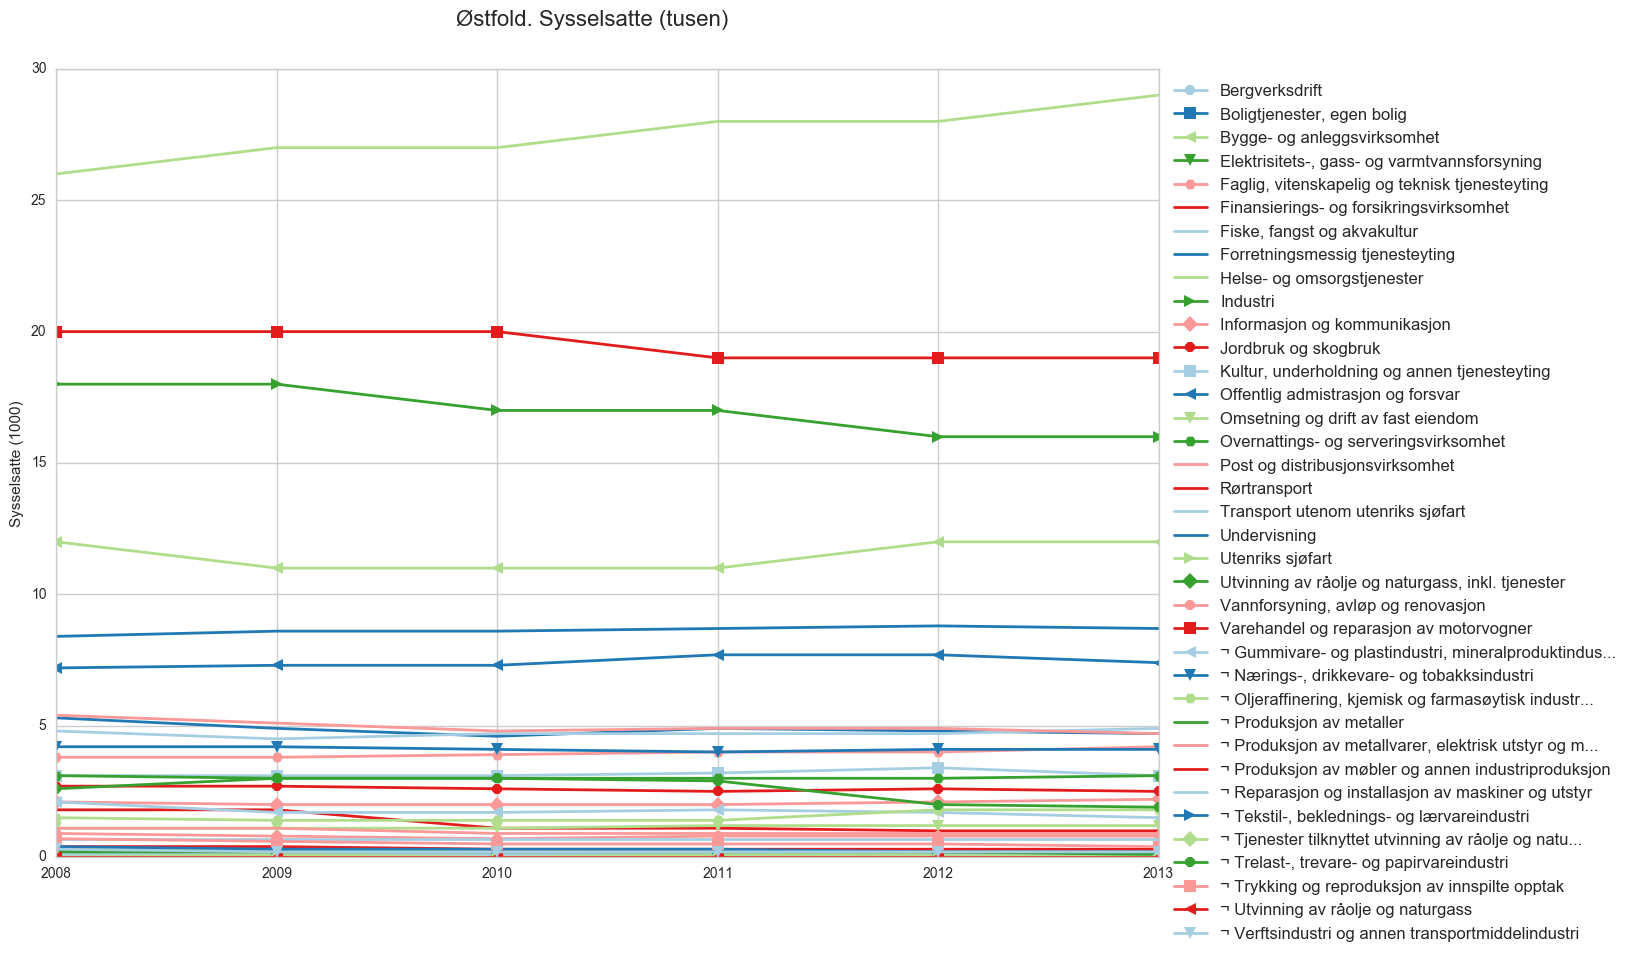 Østfold. Sysselsatte (tusen)
30
25
20
15
10
5
0
Sysselsatte (1000)
2008
2009
2010
2011
2012
2013
Bergverksdrift
Boligtjenester, egen bolig
Bygge- og anleggsvirksomhet
Elektrisitets-, gass- og varmtvannsforsyning
Faglig, vitenskapelig og teknisk tjenesteyting
Finansierings- og forsikringsvirksomhet
Fiske, fangst og akvakultur
Forretningsmessig tjenesteyting
Helse- og omsorgstjenester
Industri
Informasjon og kommunikasjon
Jordbruk og skogbruk
Kultur, underholdning og annen tjenesteyting
Offentlig admistrasjon og forsvar
Omsetning og drift av fast eiendom
Overnattings- og serveringsvirksomhet
Post og distribusjonsvirksomhet
Rørtransport
Transport utenom utenriks sjøfart
Undervisning
Utenriks sjøfart
Utvinning av råolje og naturgass, inkl. tjenester
Vannforsyning, avløp og renovasjon
Varehandel og reparasjon av motorvogner
¬ Gummivare- og plastindustri, mineralproduktindus...
¬ Nærings-, drikkevare- og tobakksindustri
¬ Oljeraffinering, kjemisk og farmasøytisk industr...
¬ Produksjon av metaller
¬ Produksjon av metallvarer, elektrisk utstyr og m...
¬ Produksjon av møbler og annen industriproduksjon
¬ Reparasjon og installasjon av maskiner og utstyr
¬ Tekstil-, beklednings- og lærvareindustri
¬ Tjenester tilknyttet utvinning av råolje og natu...
¬ Trelast-, trevare- og papirvareindustri
¬ Trykking og reproduksjon av innspilte opptak
¬ Utvinning av råolje og naturgass
¬ Verftsindustri og annen transportmiddelindustri